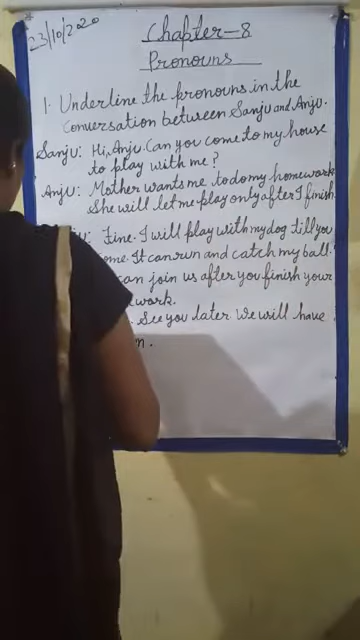 23/10/2020
Chapter-8
Pronouns
1. Underline the pronouns in the
conversation between Sanju and Anju.
Sanju: Hi, Anju. Can you come to my house
to play with me?
Anju: Mother wants me to do my homework.
She will let me play only after I finish.
: Fine. I will play with my dog till you
ome. It can run and catch my ball.
can join us after you finish your
work.
. See you later. We will have
n.